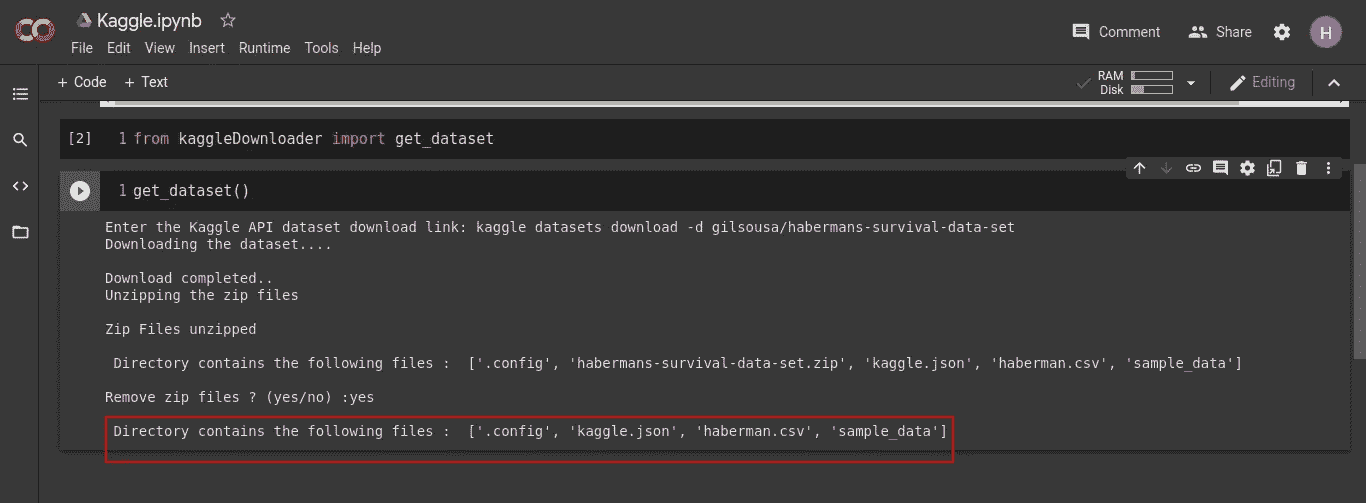 Kaggle.ipynb
File Edit View Insert Runtime Tools Help
Comment Share H
+ Code + Text
RAM
Disk
Editing
[2] 1 from kaggleDownloader import get_dataset
1 get_dataset()
Enter the Kaggle API dataset download link: kaggle datasets download -d gilsousa/habermans-survival-data-set
Downloading the dataset....
Download completed..
Unzipping the zip files
Zip Files unzipped
Directory contains the following files :  ['.config', 'habermans-survival-data-set.zip', 'kaggle.json', 'haberman.csv', 'sample_data']
Remove zip files ? (yes/no) :yes
Directory contains the following files :  ['.config', 'kaggle.json', 'haberman.csv', 'sample_data']